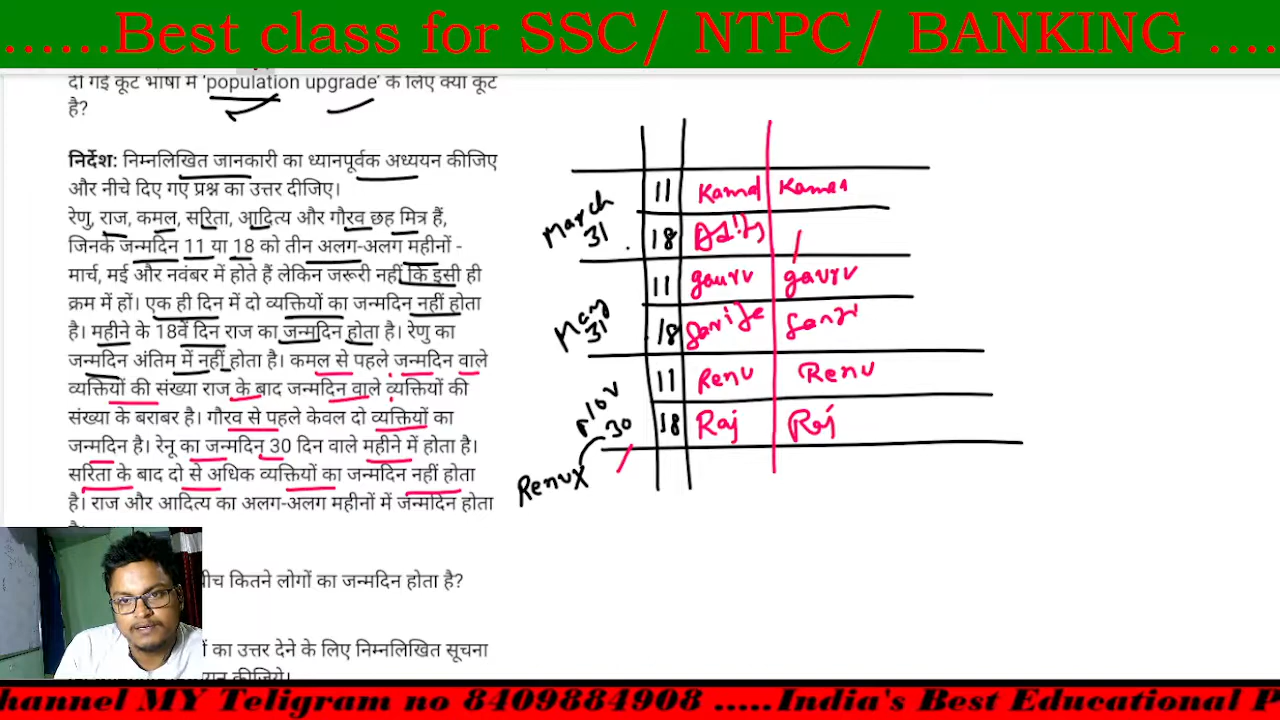 ......Best class for SSC/ NTPC/ BANKING ....
दी गई कूट भाषा में 'population upgrade' के लिए क्या कूट
है?
निर्देश: निम्नलिखित जानकारी का ध्यानपूर्वक अध्ययन कीजिए
और नीचे दिए गए प्रश्न का उत्तर दीजिए।
रेणु, राज, कमल, सरिता, आदित्य और गौरव छह मित्र हैं,
जिनके जन्मदिन 11 या 18 को तीन अलग-अलग महीनों -
मार्च, मई और नवंबर में होते हैं लेकिन जरूरी नहीं कि इसी ही
क्रम में हों। एक ही दिन में दो व्यक्तियों का जन्मदिन नहीं होता
है। महीने के 18वें दिन राज का जन्मदिन होता है। रेणु का
जन्मदिन अंतिम में नहीं होता है। कमल से पहले जन्मदिन वाले
व्यक्तियों की संख्या राज के बाद जन्मदिन वाले व्यक्तियों की
संख्या के बराबर है। गौरव से पहले केवल दो व्यक्तियों का
जन्मदिन है। रेनू का जन्मदिन 30 दिन वाले महीने में होता है।
सरिता के बाद दो से अधिक व्यक्तियों का जन्मदिन नहीं होता
है। राज और आदित्य का अलग-अलग महीनों में जन्मदिन होता
बीच कितने लोगों का जन्मदिन होता है?
का उत्तर देने के लिए निम्नलिखित सूचना
कीजिये।
March 31
11 Kamal Kamal
18
May 31
11 gaurv gaurv
18
Nov 30
11 Renu Renu
18 Raj Raj
Renu
hannel MY Teligram no 8409884908 .....India's Best Educational P